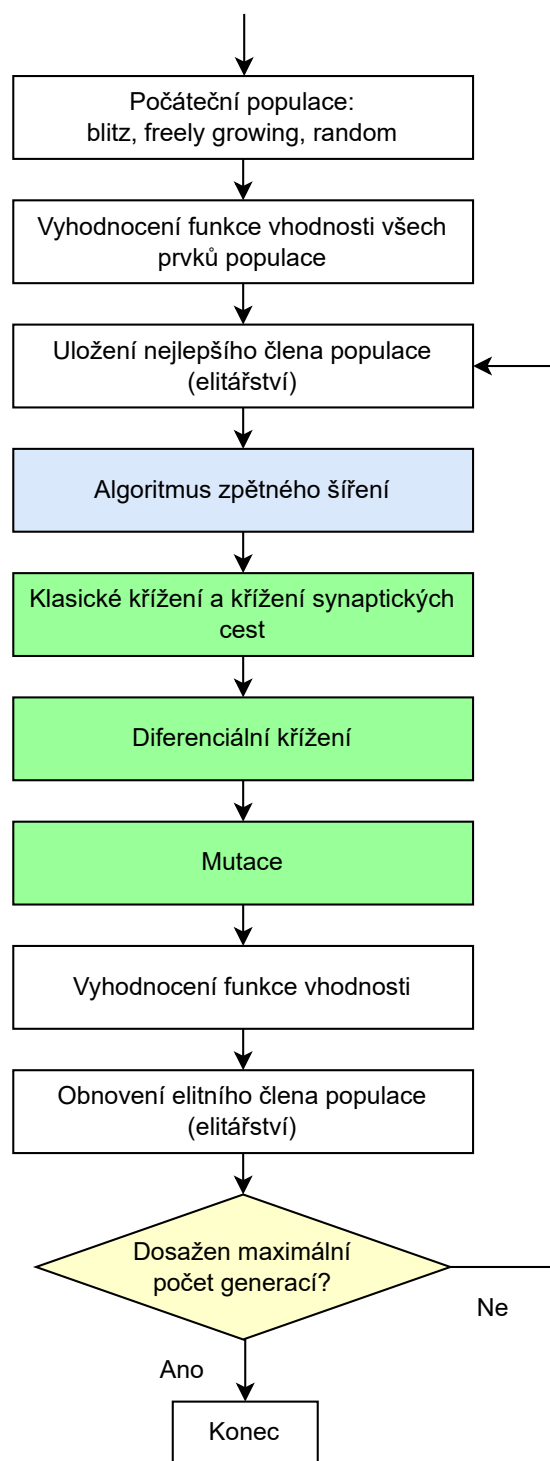 Počáteční populace:
blitz, freely growing, random
Vyhodnocení funkce vhodnosti všech
prvků populace
Uložení nejlepšího člena populace
(elitářství)
Algoritmus zpětného šíření
Klasické křížení a křížení synaptických
cest
Diferenciální křížení
Mutace
Vyhodnocení funkce vhodnosti
Obnovení elitního člena populace
(elitářství)
Dosažen maximální
počet generací?
Ne
Ano
Konec